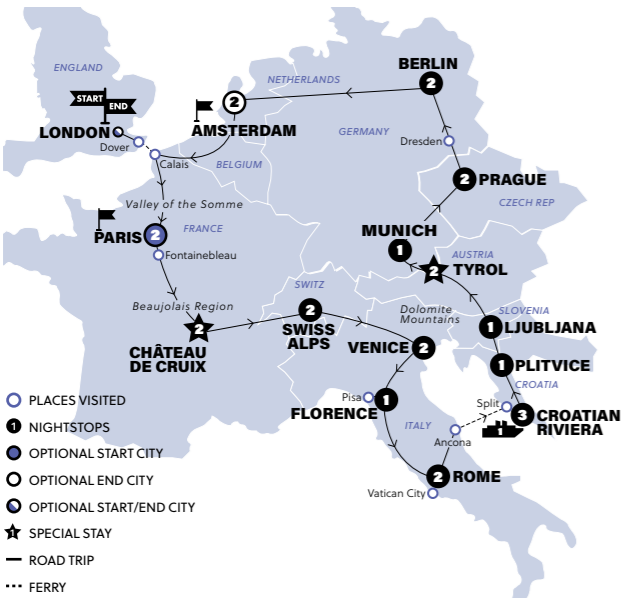 ENGLAND
NETHERLANDS
BERLIN
2
START
END
2
LONDON
AMSTERDAM
GERMANY
Dresden
Dover
Calais
BELGIUM
2
PRAGUE
Valley of the Somme
CZECH REP
PARIS
2
FRANCE
MUNICH
1
Fontainebleau
AUSTRIA
2
TYROL
SWITZ
Beaujolais Region
2
Dolomite
Mountains
SLOVENIA
2
CHÂTEAU
DE CRUIX
SWISS
ALPS
VENICE
2
1
LJUBLJANA
1
PLITVICE
CROATIA
Pisa
1
FLORENCE
Split
3
CROATIAN
RIVIERA
1
ITALY
Ancona
2
ROME
Vatican City
PLACES VISITED
1 NIGHTSTOPS
OPTIONAL START CITY
OPTIONAL END CITY
OPTIONAL START/END CITY
1 SPECIAL STAY
ROAD TRIP
FERRY